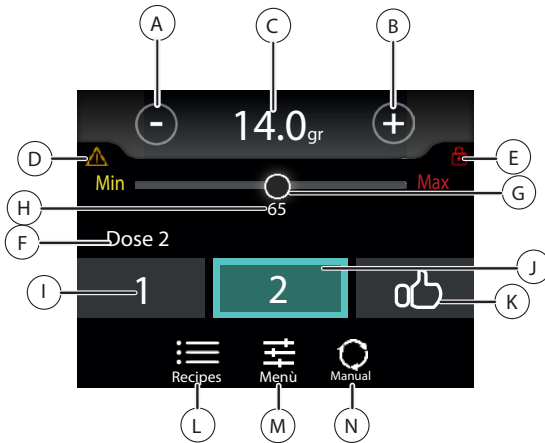 A
C
B
- 14.0gr +
D
E
Min
Max
G
H
65
F
Dose 2
J
I
1
2
K
Recipes
Menù
Manual
L
M
N